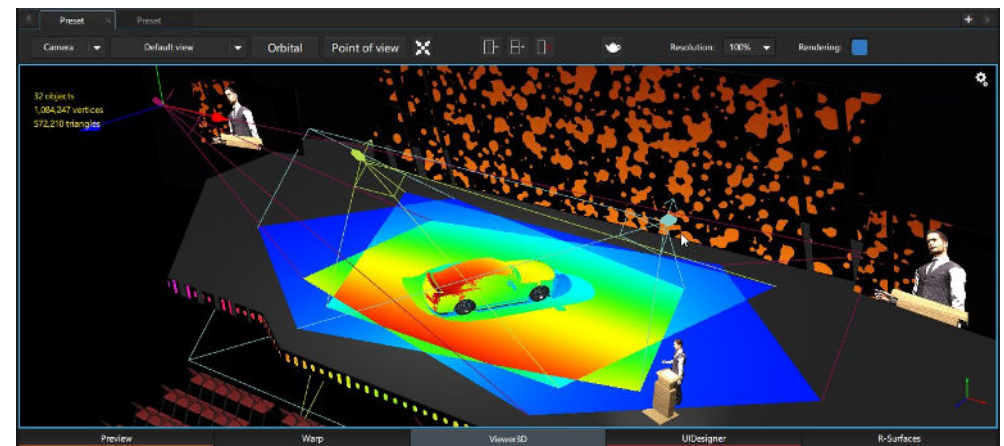 Preset Preset
Camera Default view Orbital Point of view Resolution: 100% Rendering:
32 objects
1,084,247 vertices
572,210 triangles
Preview Warp Viewer3D UIDesigner R-Surfaces